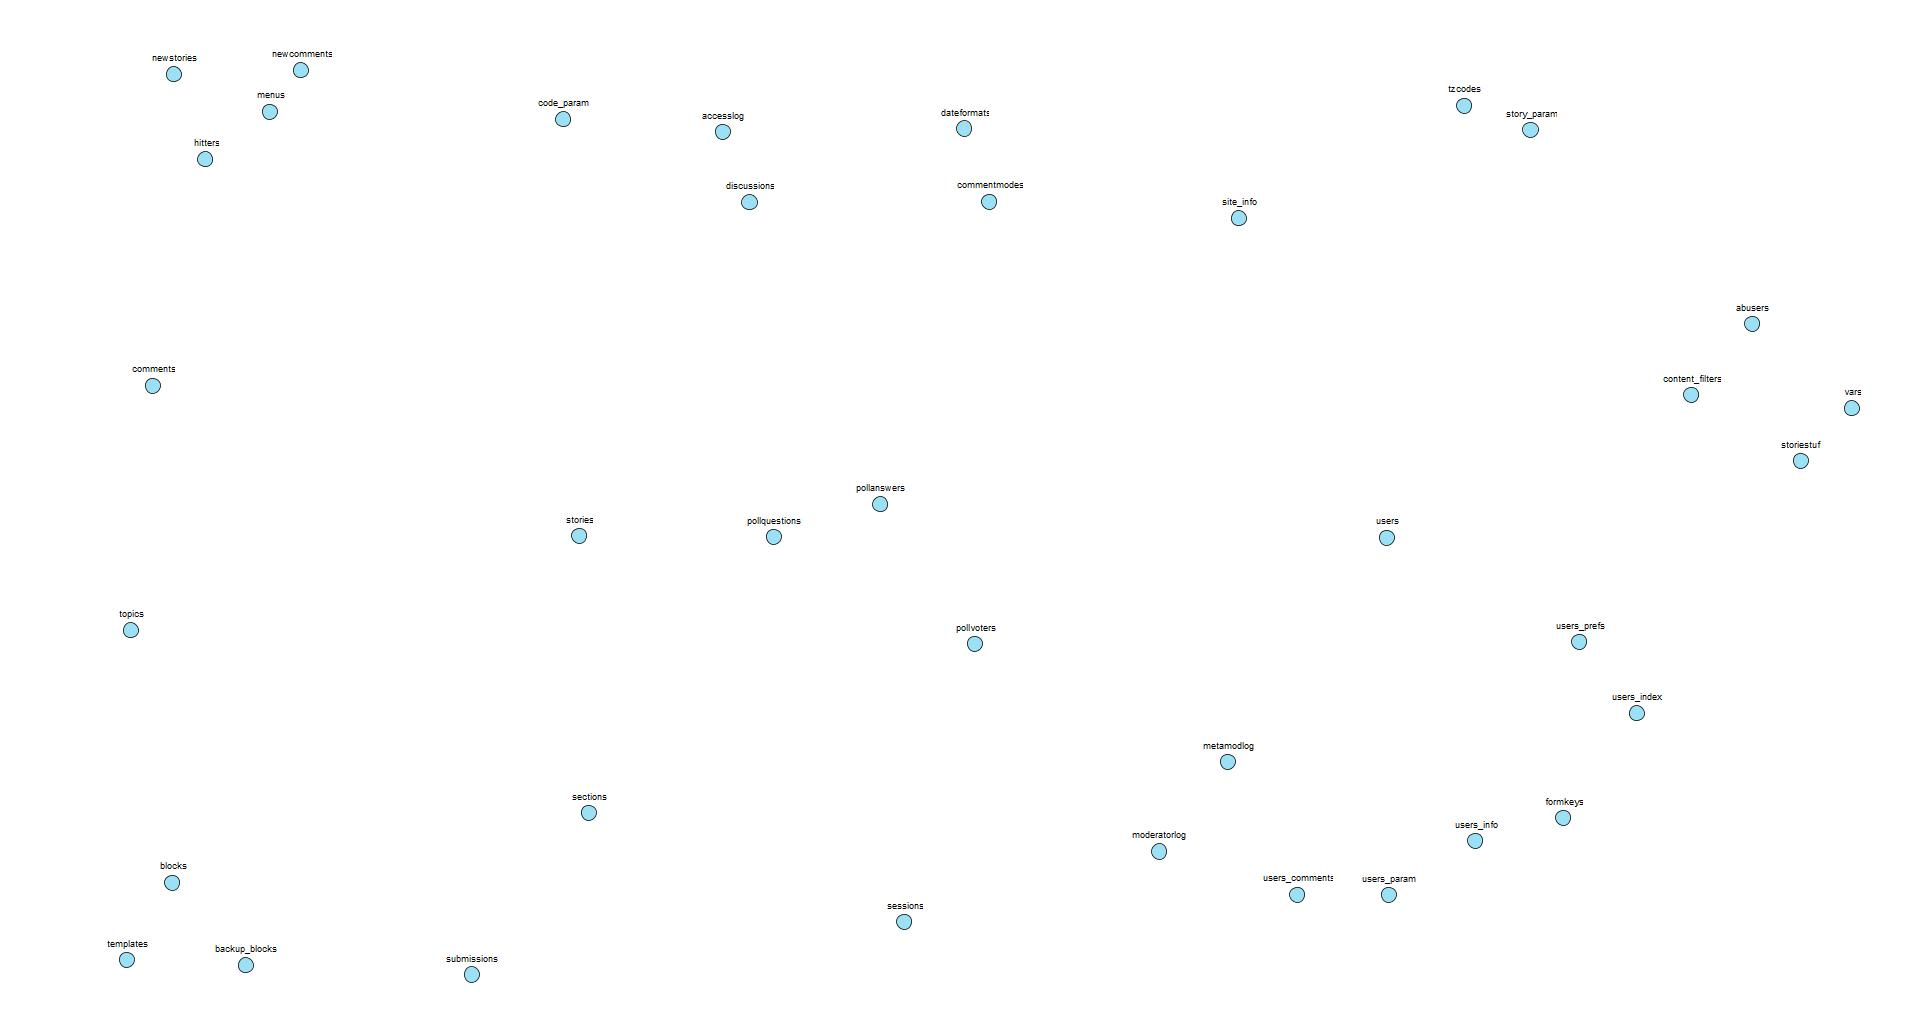 newstories
newcomments
menus
hitters
code_param
accesslog
dateformats
tzcodes
story_param
discussions
commentmodes
site_info
abusers
comments
content_filters
vars
storiestuf
pollanswers
stories
pollquestions
users
topics
pollvoters
users_prefs
users_index
metamodlog
sections
formkeys
users_info
moderatorlog
blocks
users_comments
users_param
sessions
templates
backup_blocks
submissions